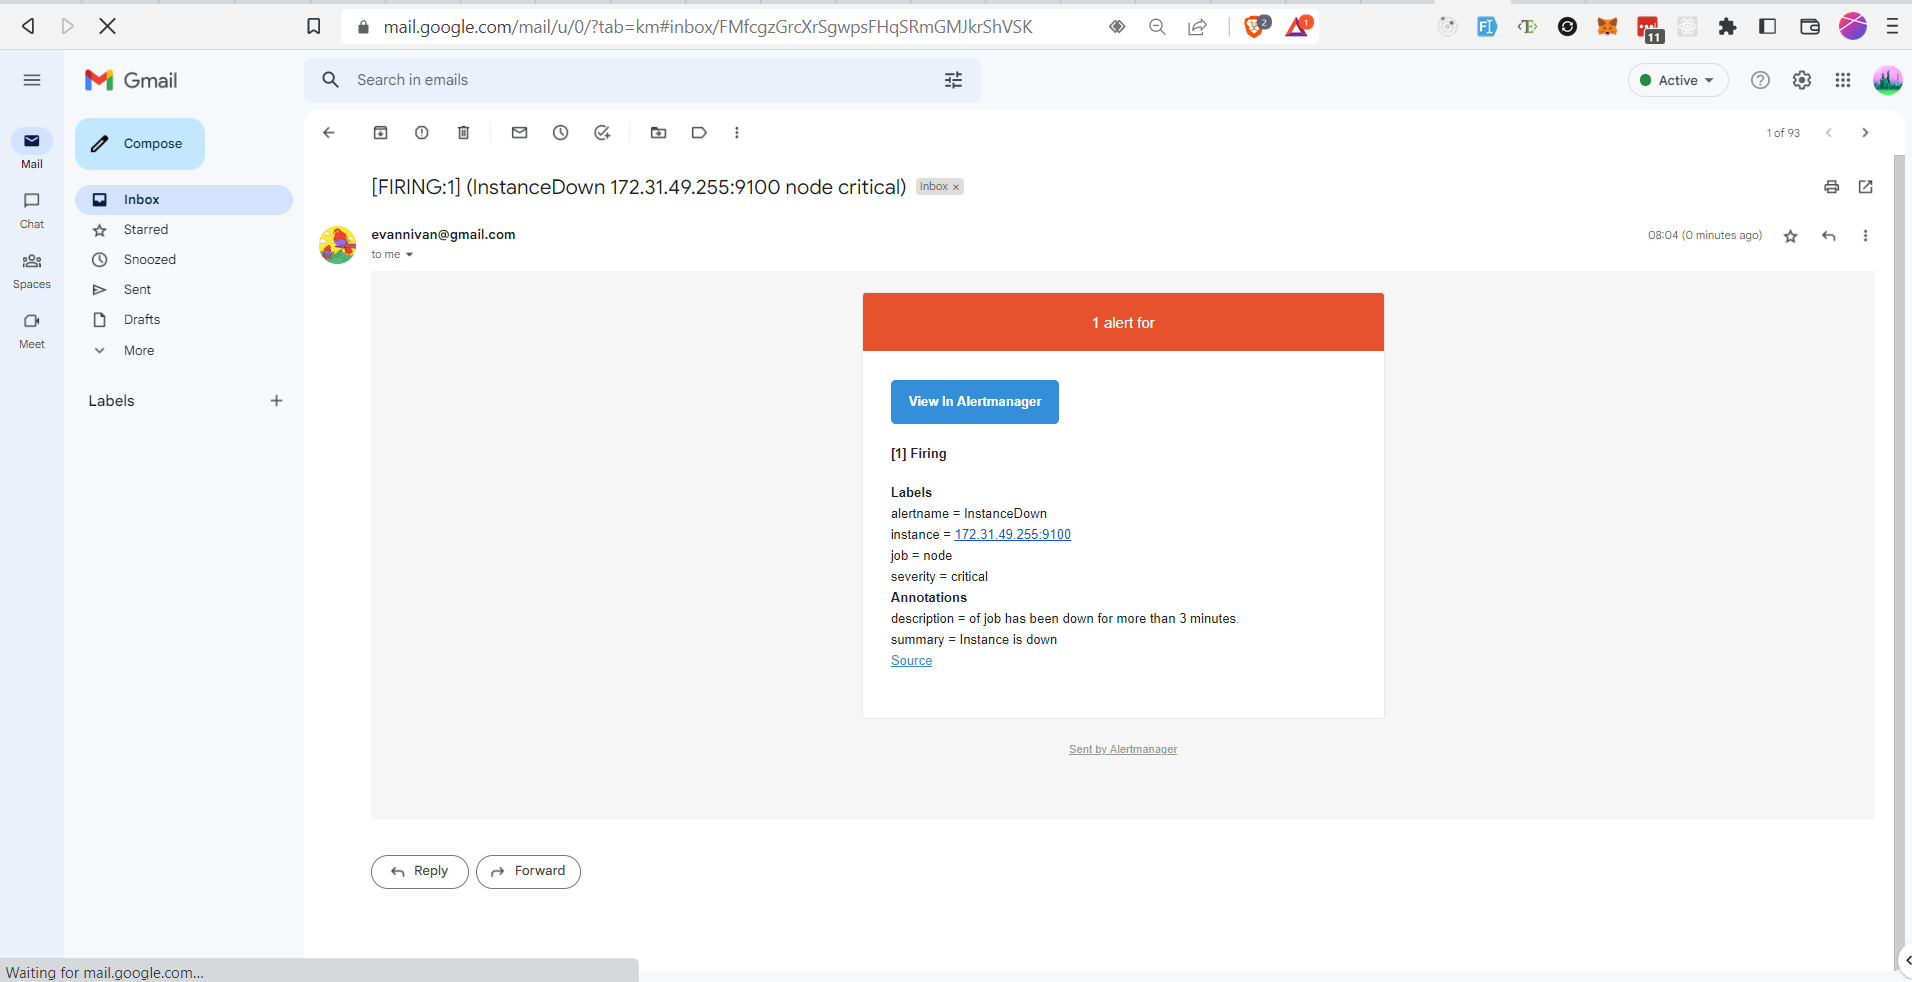 mail.google.com/mail/u/0/?tab=km#inbox/FMfcgzGrcXrSgwpsFHqSRmGMJkrShVSK
2
1
11
Gmail
Search in emails
Active
Mail
Chat
Spaces
Meet
Compose
Inbox
Starred
Snoozed
Sent
Drafts
More
Labels
1 of 93
[FIRING:1] (InstanceDown 172.31.49.255:9100 node critical)
Inbox ×
evannivan@gmail.com
to me
08:04 (0 minutes ago)
1 alert for
View In Alertmanager
[1] Firing
Labels
alertname = InstanceDown
instance = 172.31.49.255:9100
job = node
severity = critical
Annotations
description = of job has been down for more than 3 minutes.
summary = Instance is down
Source
Sent by Alertmanager
Reply
Forward
Waiting for mail.google.com...